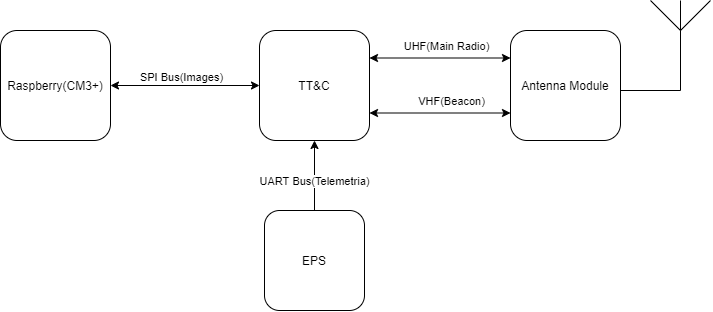 UHF(Main Radio)
SPI Bus(Images)
Raspberry(CM3+)
TT&C
Antenna Module
VHF(Beacon)
UART Bus(Telemetria)
EPS